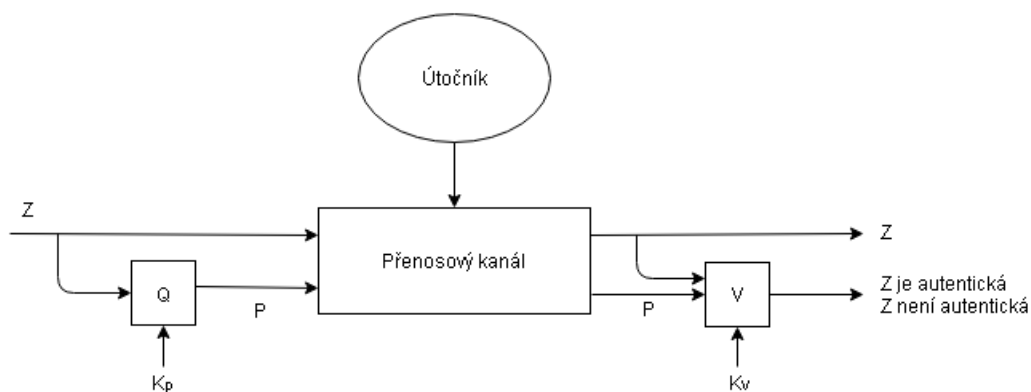 Útočník
Z
Přenosový kanál
Z
Q
P
P
V
Z je autentická
Z není autentická
Kp
Kv